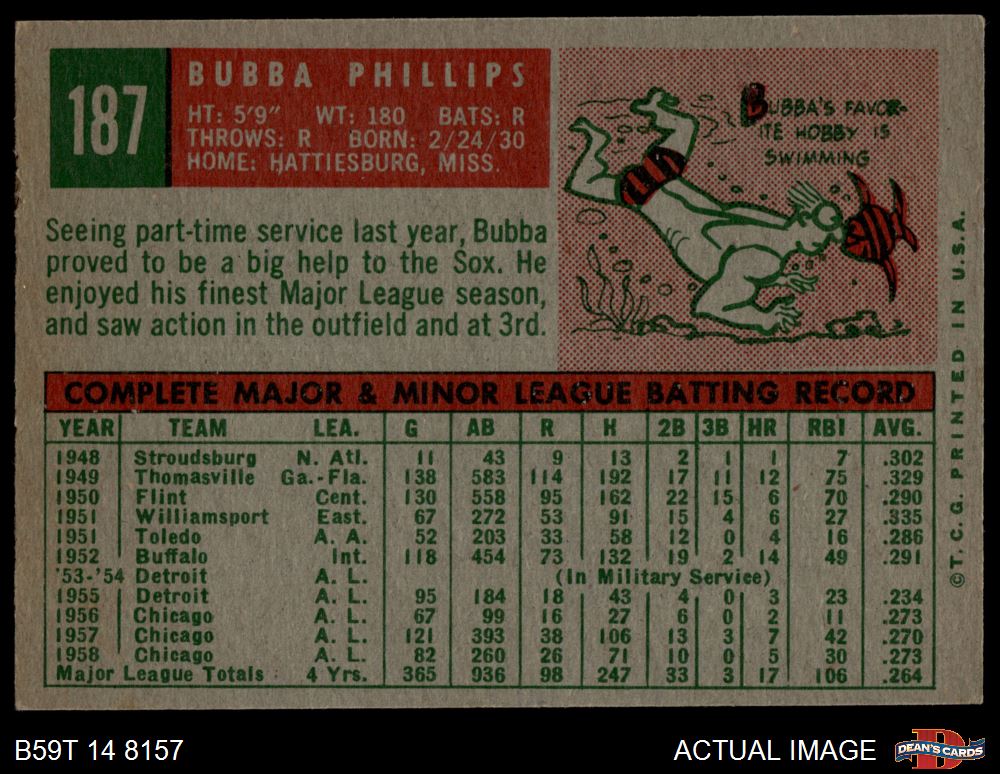 187
BUBBA PHILLIPS
HT: 5'9" WT: 180 BATS: R
THROWS: R BORN: 2/24/30
HOME: HATTIESBURG, MISS.
BUBBA'S FAVOR-
ITE HOBBY IS
SWIMMING
Seeing part-time service last year, Bubba
proved to be a big help to the Sox. He
enjoyed his finest Major League season,
and saw action in the outfield and at 3rd.
COMPLETE MAJOR & MINOR LEAGUE BATTING RECORD
YEAR TEAM LEA. G AB R H 2B 3B HR RBI AVG.
1948 Stroudsburg N. Atl. 11 43 9 13 2 1 1 7 .302
1949 Thomasville Ga.-Fla. 138 583 114 192 17 11 12 75 .329
1950 Flint Cent. 130 558 95 162 22 15 6 70 .290
1951 Williamsport East. 67 272 53 91 15 4 6 27 .335
1951 Toledo A. A. 52 203 33 58 12 0 4 16 .286
1952 Buffalo Int. 118 454 73 132 19 2 14 49 .291
'53-'54 Detroit A. L. (In Military Service)
1955 Detroit A. L. 95 184 18 43 4 0 3 23 .234
1956 Chicago A. L. 67 99 16 27 6 0 2 11 .273
1957 Chicago A. L. 121 393 38 106 13 3 7 42 .270
1958 Chicago A. L. 82 260 26 71 10 0 5 30 .273
Major League Totals 4 Yrs. 365 936 98 247 33 3 17 106 .264
© T. C. G. PRINTED IN U.S.A.
B59T 14 8157
ACTUAL IMAGE
D
DEAN'S CARDS